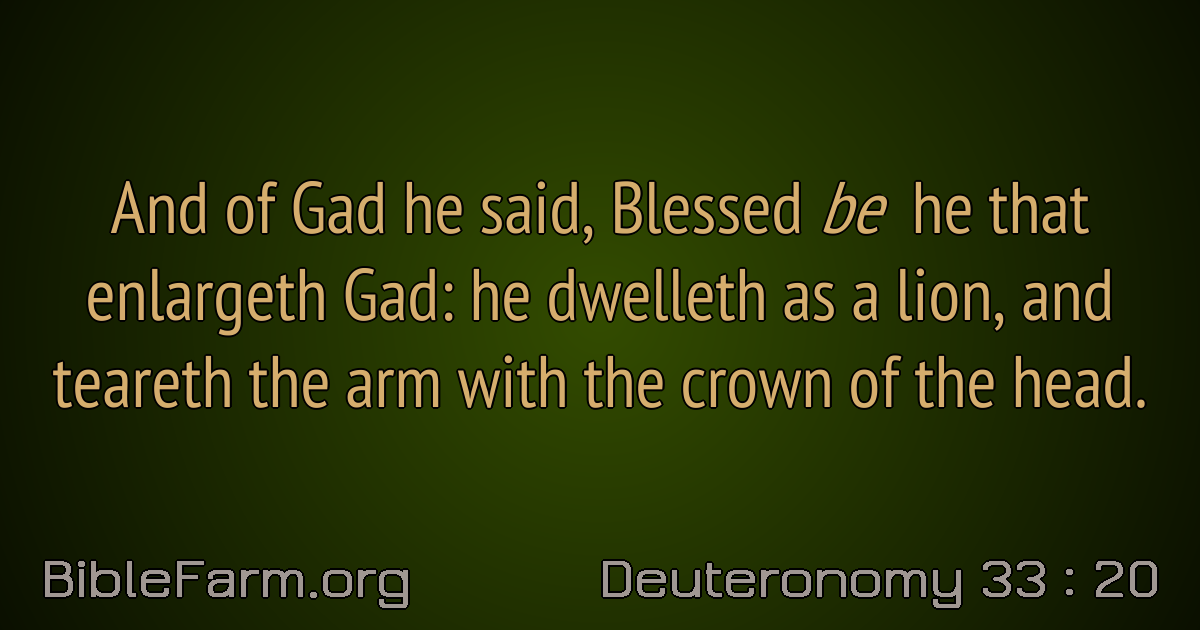 And of Gad he said, Blessed be he that
enlargeth Gad: he dwelleth as a lion, and
teareth the arm with the crown of the head.
BibleFarm.org
Deuteronomy 33 : 20